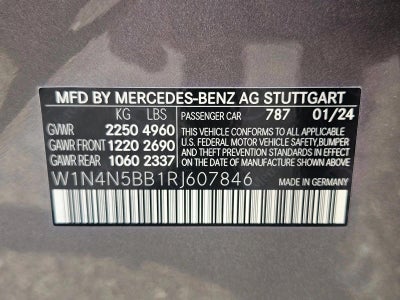 MFD BY MERCEDES-BENZ AG STUTTGART
KG LBS PASSENGER CAR 787 01/24
GVWR 2250 4960 THIS VEHICLE CONFORMS TO ALL APPLICABLE
GAWR FRONT 1220 2690 U.S. FEDERAL MOTOR VEHICLE SAFETY,BUMPER
GAWR REAR 1060 2337 AND THEFT PREVENTION STANDARDS IN EFFECT
ON THE DATE OF MANUFACTURE SHOWN ABOVE.
W1N4N5BB1RJ607846 MADE IN GERMANY